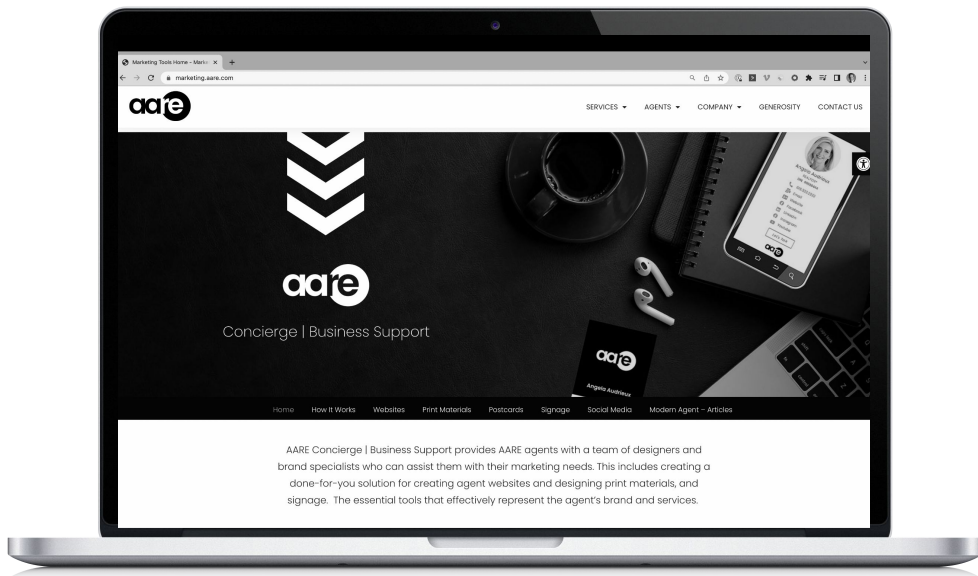 Marketing Tools Home – Marke
marketing.aare.com
aare
SERVICES AGENTS COMPANY GENEROSITY CONTACT US
Angela Audrieux
aare
Concierge | Business Support
aare
aare
Angela Audrieux
Home How It Works Websites Print Materials Postcards Signage Social Media Modern Agent – Articles
AARE Concierge | Business Support provides AARE agents with a team of designers and
brand specialists who can assist them with their marketing needs. This includes creating a
done-for-you solution for creating agent websites and designing print materials, and
signage. The essential tools that effectively represent the agent's brand and services.